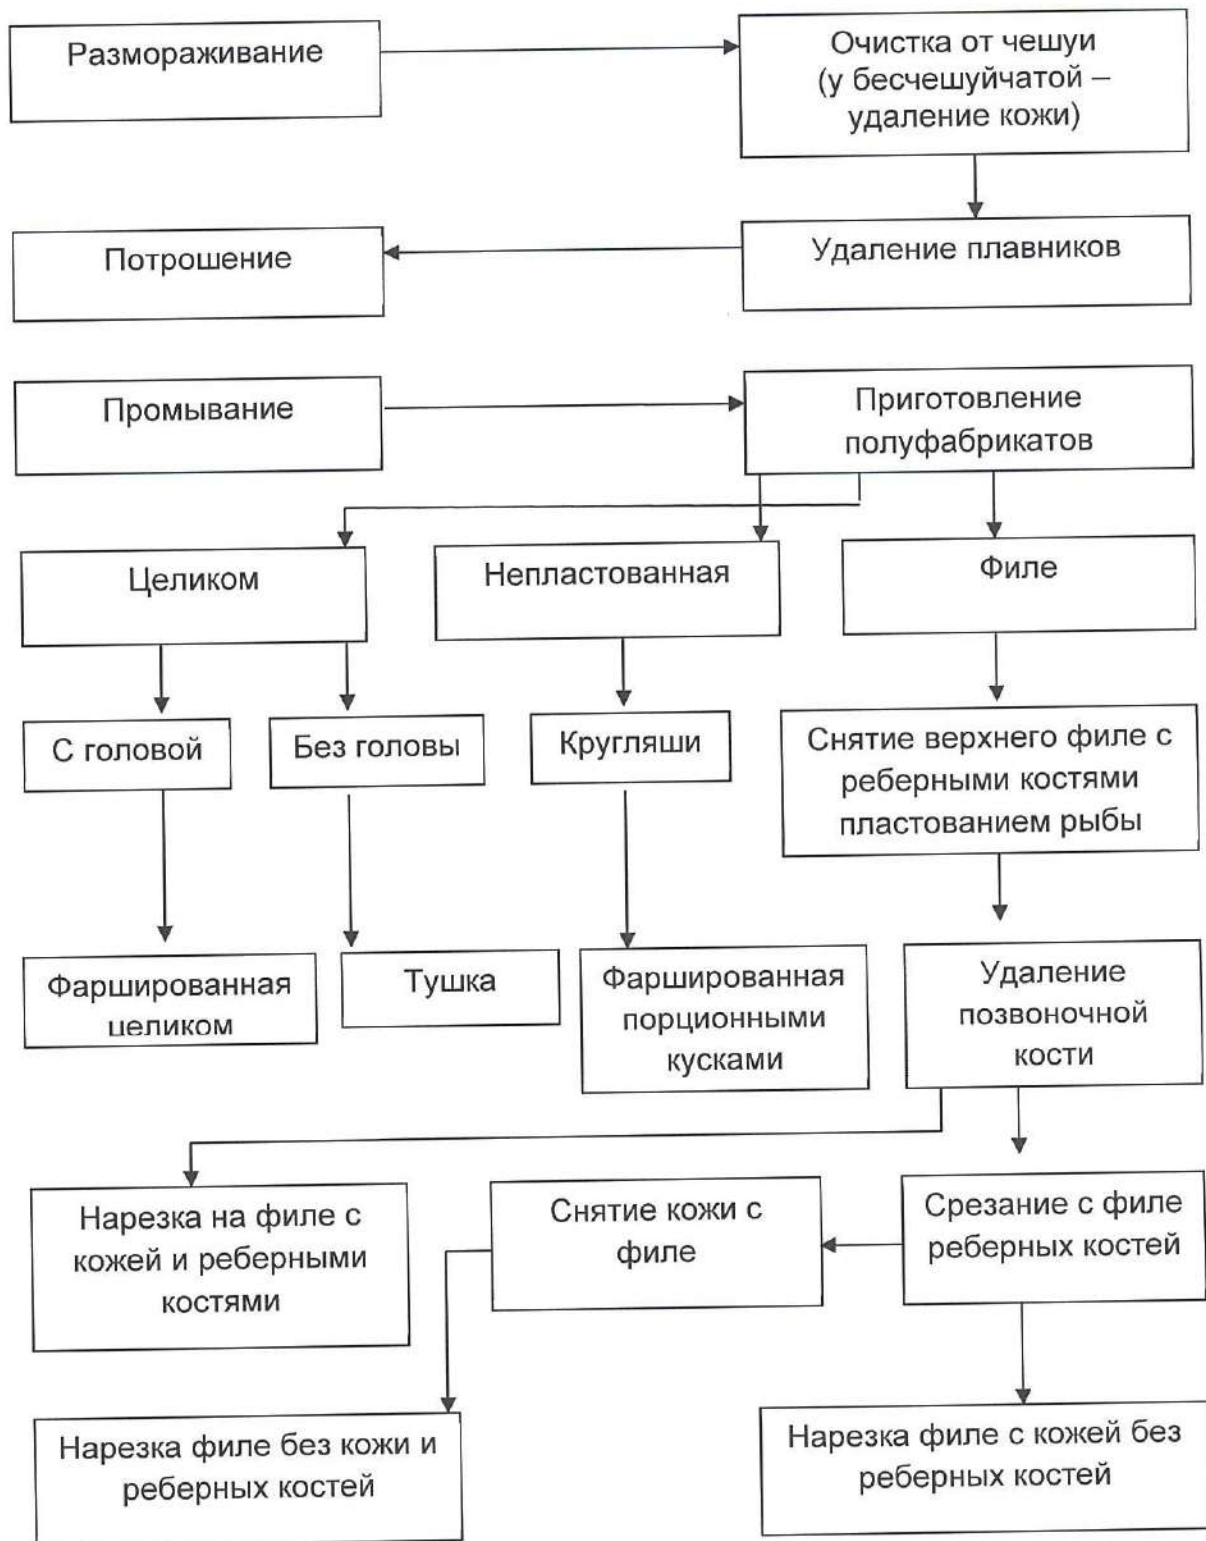 Размораживание
Очистка от чешуи
(у бесчешуйчатой –
удаление кожи)
Потрошение
Удаление плавников
Промывание
Приготовление
полуфабрикатов
Целиком
Непластованная
Филе
С головой
Без головы
Кругляши
Снятие верхнего филе с
реберными костями
пластованием рыбы
Фаршированная
целиком
Тушка
Фаршированная
порционными
кусками
Удаление
позвоночной
кости
Нарезка на филе с
кожей и реберными
костями
Снятие кожи с
филе
Срезание с филе
реберных костей
Нарезка филе без кожи и
реберных костей
Нарезка филе с кожей без
реберных костей